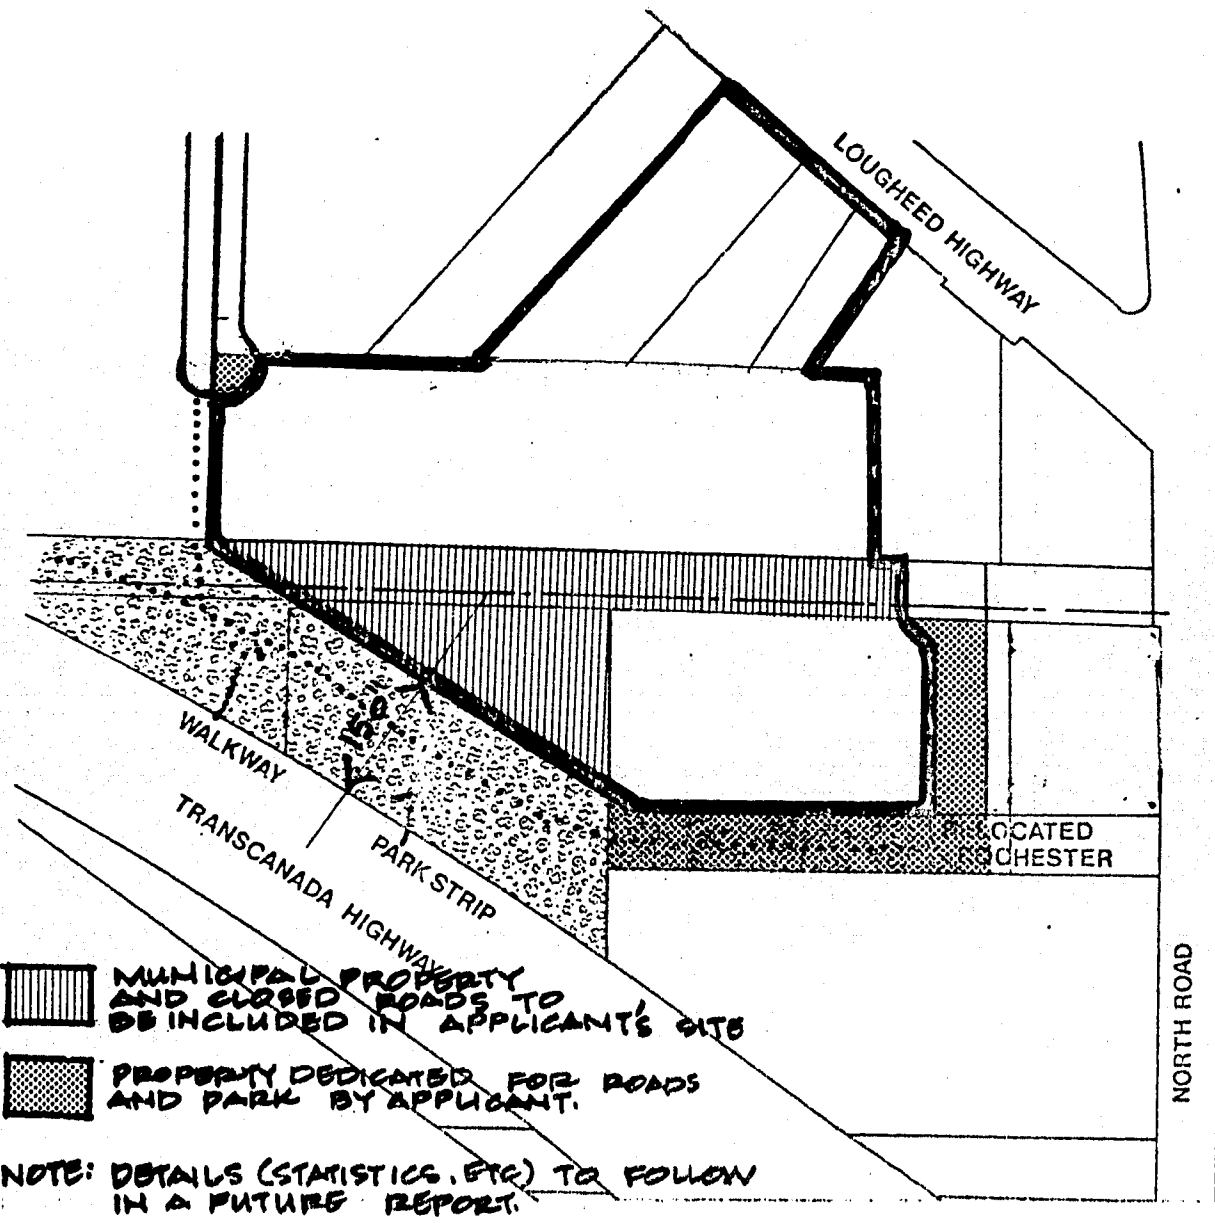 LOUGHEED HIGHWAY
WALKWAY
TRANSCANADA HIGHWAY
PARK STRIP
RELOCATED
ROCHESTER
NORTH ROAD
MUNICIPAL PROPERTY
AND CLOSED ROADS TO
BE INCLUDED IN APPLICANT'S SITE
PROPERTY DEDICATED FOR ROADS
AND PARK BY APPLICANT.
NOTE: DETAILS (STATISTICS, ETC) TO FOLLOW
IN A FUTURE REPORT.